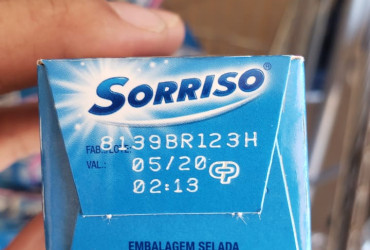 SORRISO®
FAB./LOTE: 8139BR123H
VAL.: 05/20
02:13
EMBALAGEM SELADA